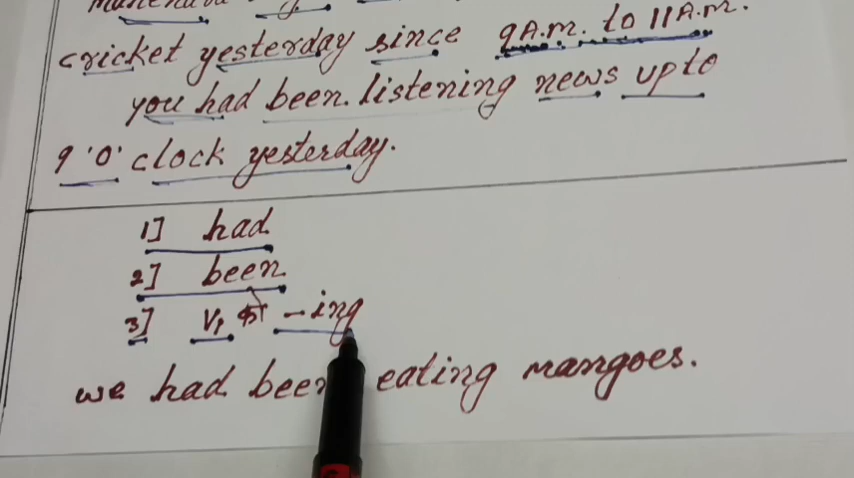 cricket yesterday since 9A.M. to 11A.M.
you had been. listening news upto
9 'O' clock yesterday.
1] had
2] been
3] V₁ का -ing
we had been eating mangoes.